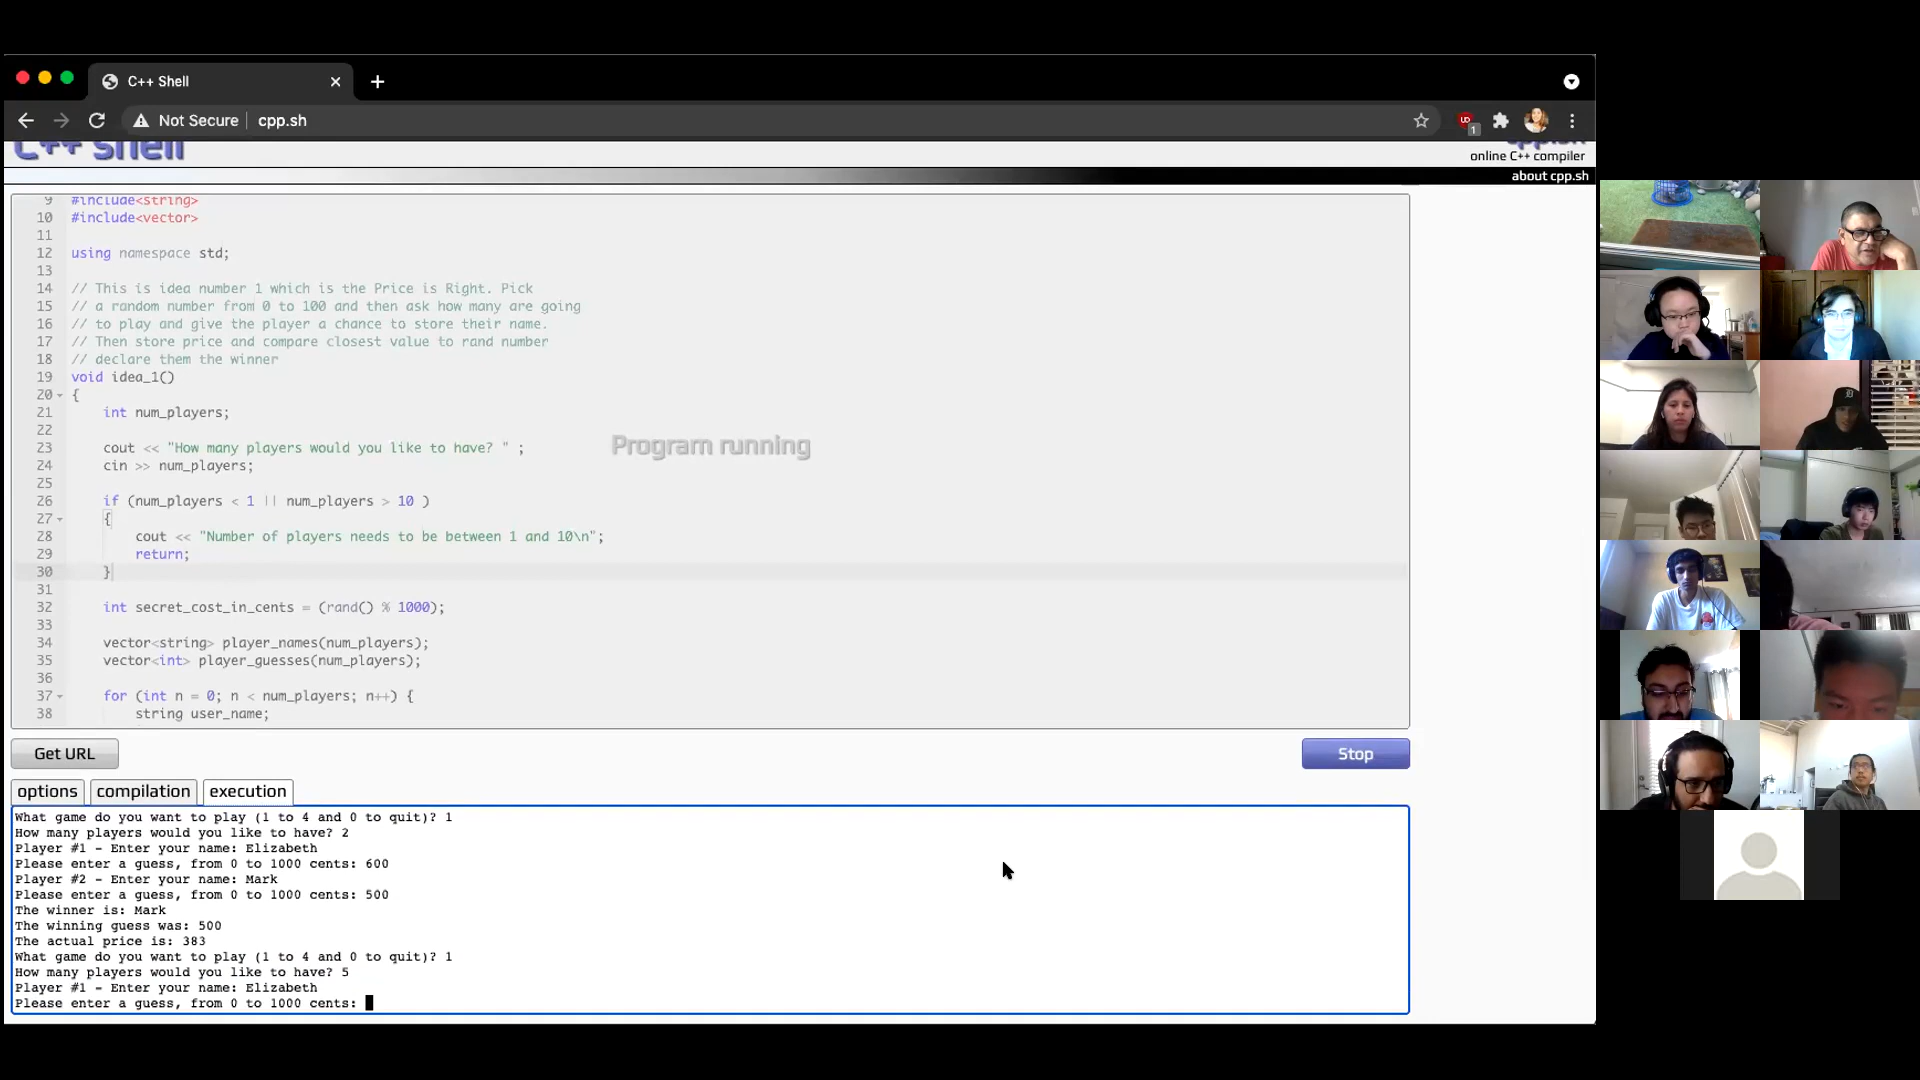 C++ Shell
Not Secure cpp.sh
1
C++ Shell
online C++ compiler
about cpp.sh
9 #include<string>
10 #include<vector>
11
12 using namespace std;
13
14 // This is idea number 1 which is the Price is Right. Pick
15 // a random number from 0 to 100 and then ask how many are going
16 // to play and give the player a chance to store their name.
17 // Then store price and compare closest value to rand number
18 // declare them the winner
19 void idea_1()
20 {
21 int num_players;
22
23 cout << "How many players would you like to have? " ;
24 cin >> num_players;
25
26 if (num_players < 1 || num_players > 10 )
27 {
28 cout << "Number of players needs to be between 1 and 10\n";
29 return;
30 }
31
32 int secret_cost_in_cents = (rand() % 1000);
33
34 vector<string> player_names(num_players);
35 vector<int> player_guesses(num_players);
36
37 for (int n = 0; n < num_players; n++) {
38 string user_name;
Program running
Get URL
Stop
options compilation execution
What game do you want to play (1 to 4 and 0 to quit)? 1
How many players would you like to have? 2
Player #1 - Enter your name: Elizabeth
Please enter a guess, from 0 to 1000 cents: 600
Player #2 - Enter your name: Mark
Please enter a guess, from 0 to 1000 cents: 500
The winner is: Mark
The winning guess was: 500
The actual price is: 383
What game do you want to play (1 to 4 and 0 to quit)? 1
How many players would you like to have? 5
Player #1 - Enter your name: Elizabeth
Please enter a guess, from 0 to 1000 cents: